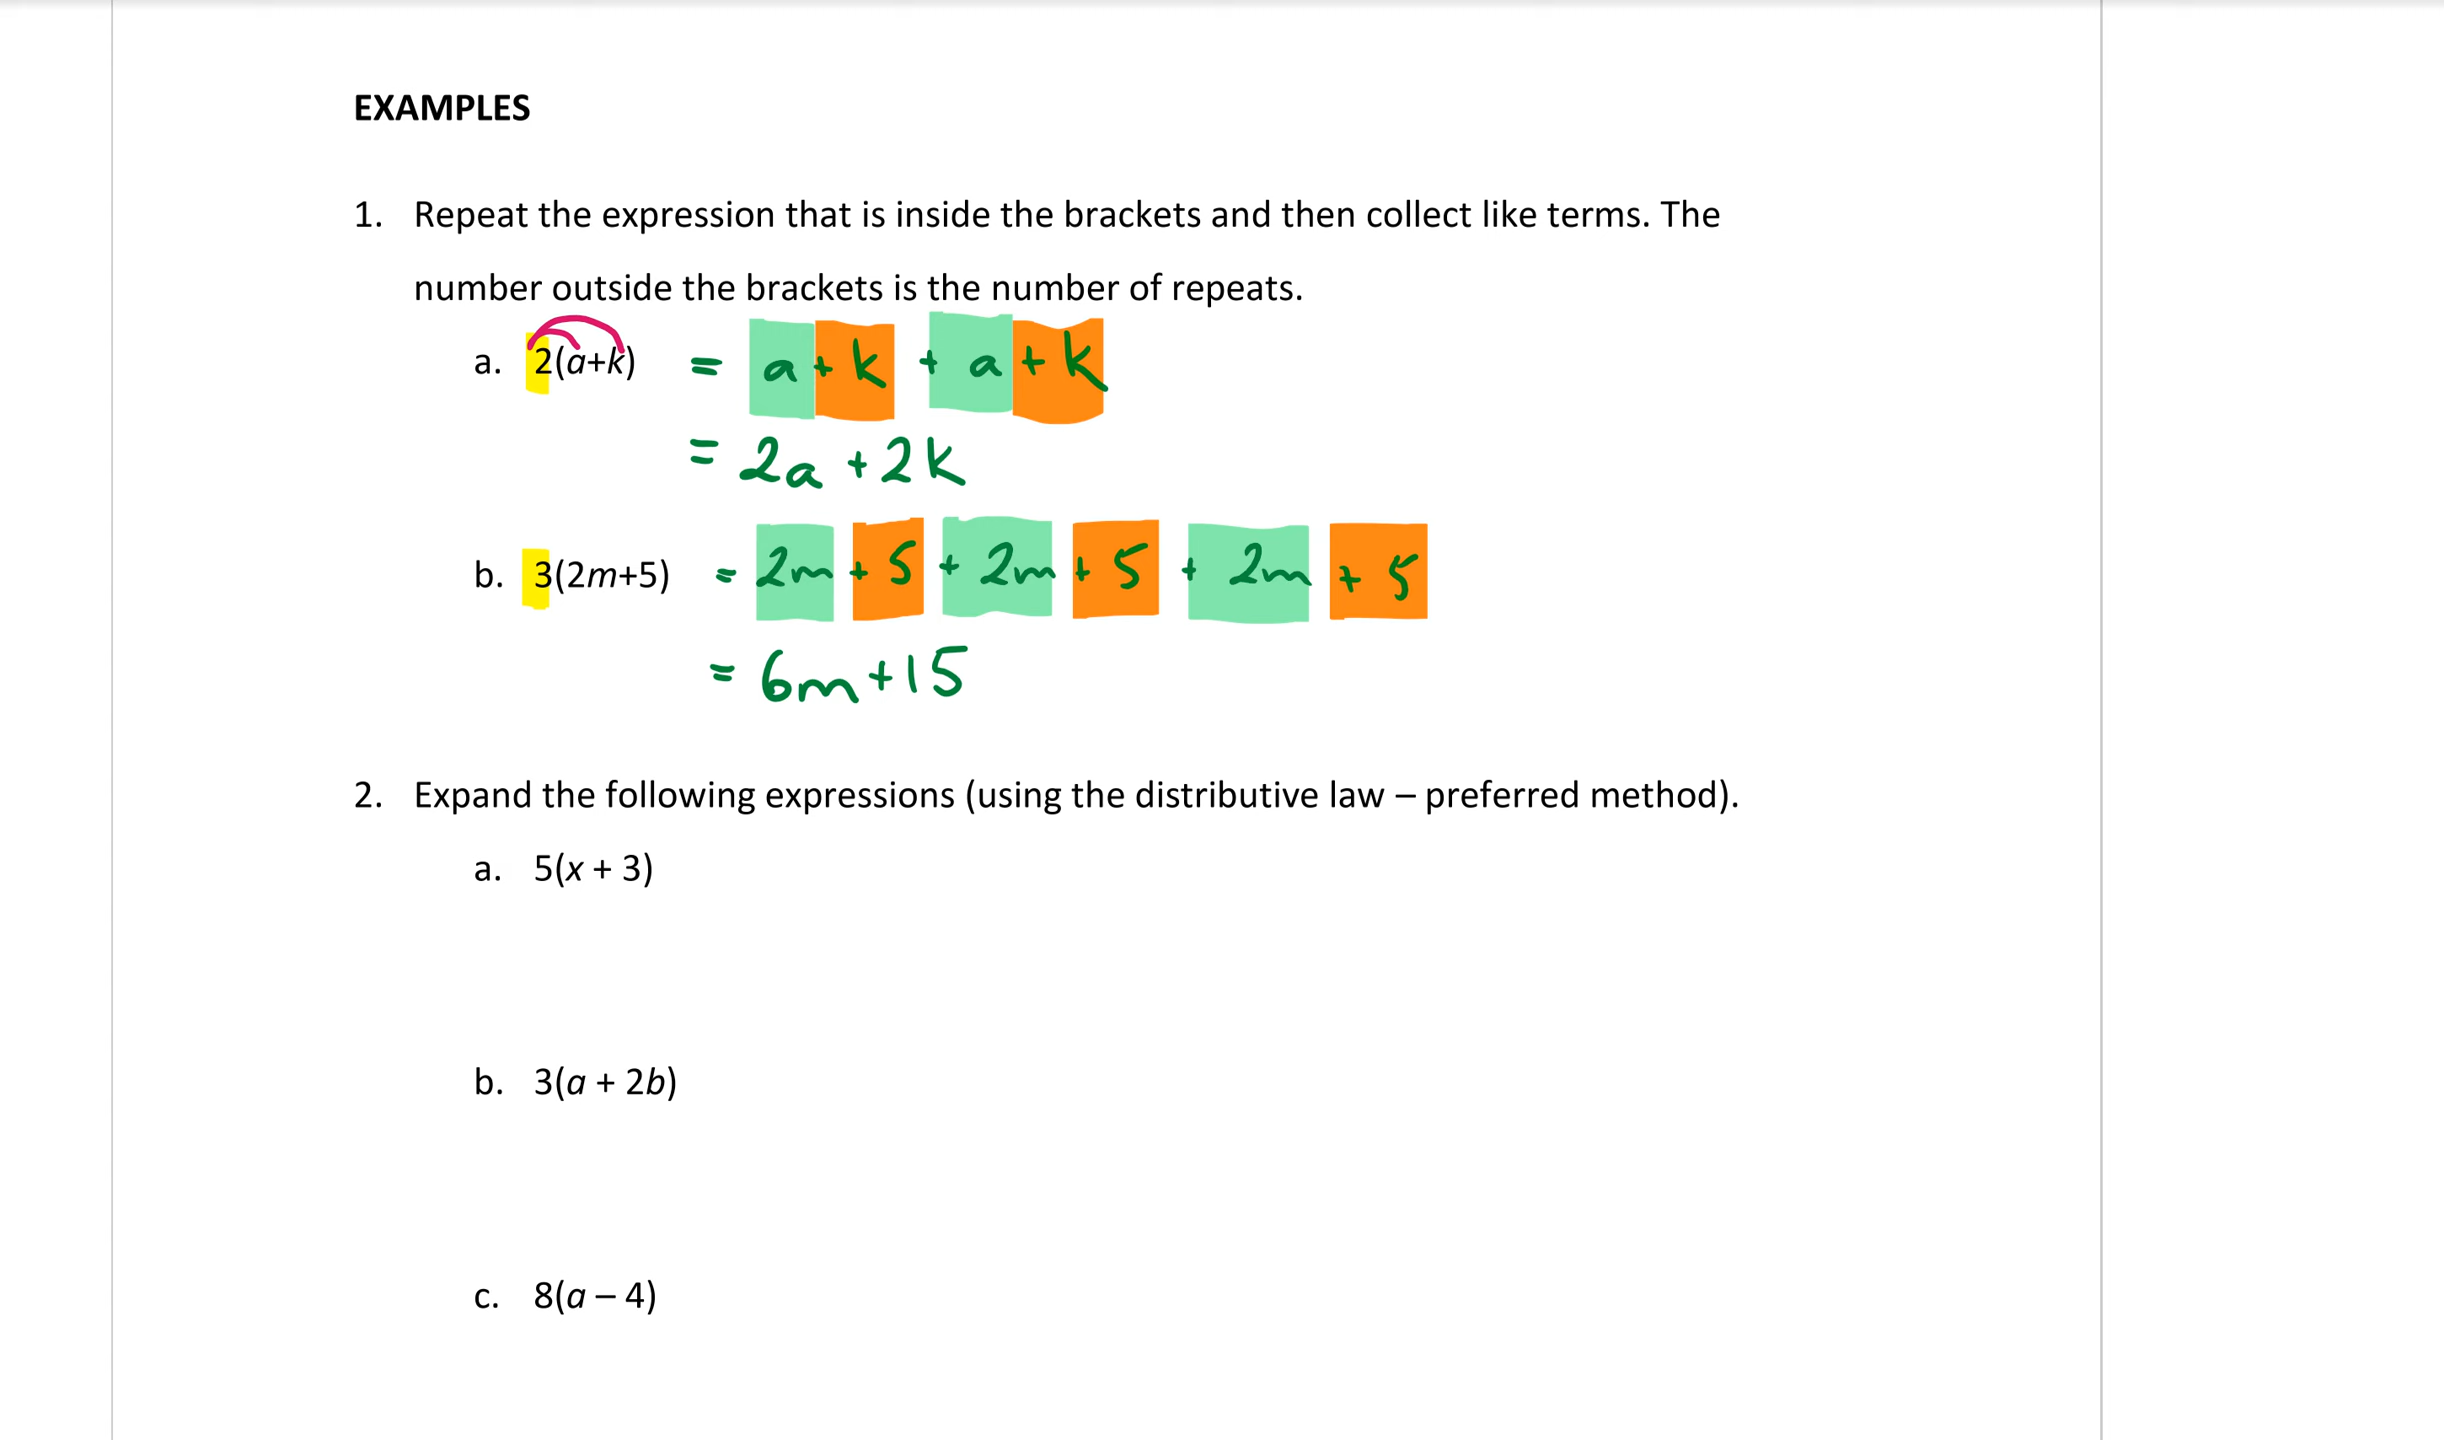 EXAMPLES
1. Repeat the expression that is inside the brackets and then collect like terms. The
number outside the brackets is the number of repeats.
a. 2(a+k) = a + k + a + k
= 2a + 2k
b. 3(2m+5) = 2m + 5 + 2m + 5 + 2m + 5
= 6m + 15
2. Expand the following expressions (using the distributive law – preferred method).
a. 5(x + 3)
b. 3(a + 2b)
c. 8(a – 4)